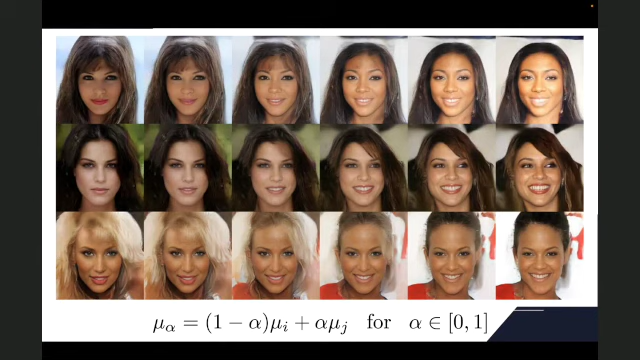 μ_α = (1 − α)μ_i + αμ_j for α ∈ [0, 1]